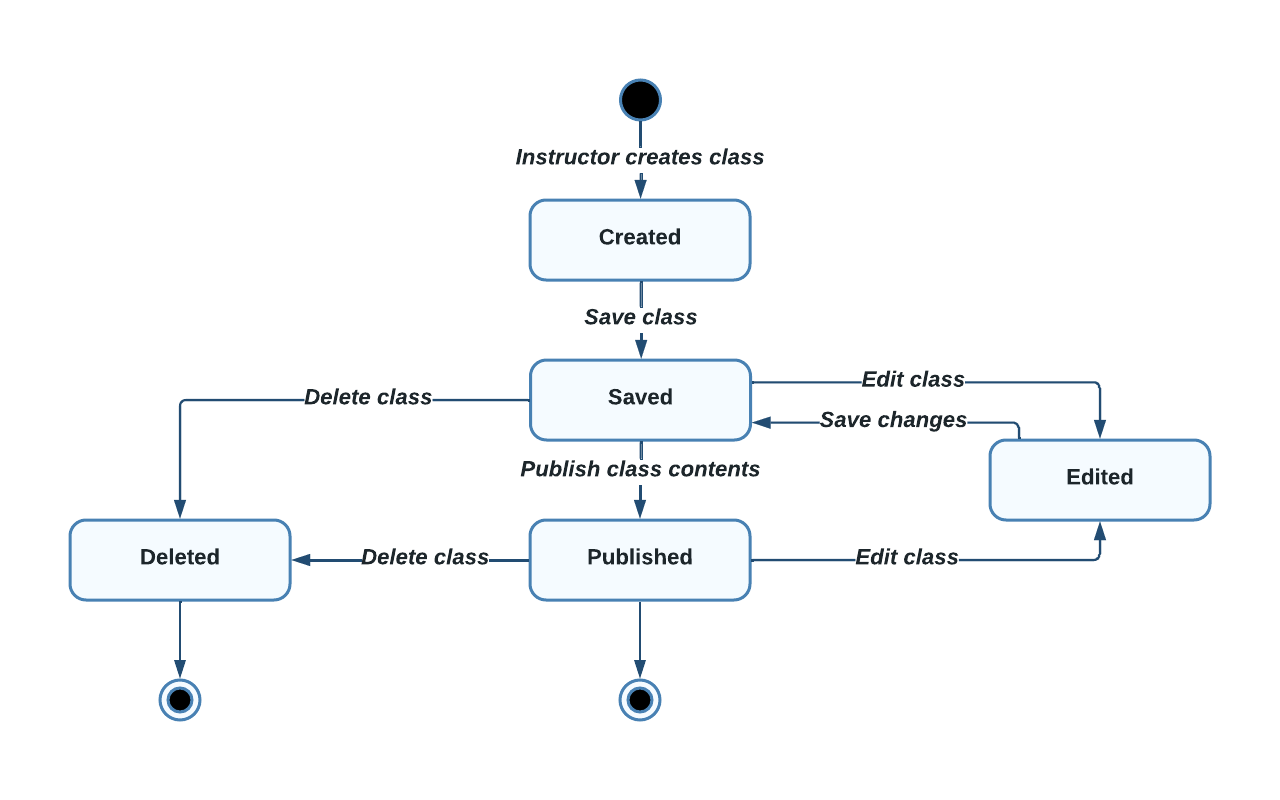 Instructor creates class
Created
Save class
Saved
Edit class
Delete class
Save changes
Publish class contents
Edited
Deleted
Delete class
Published
Edit class